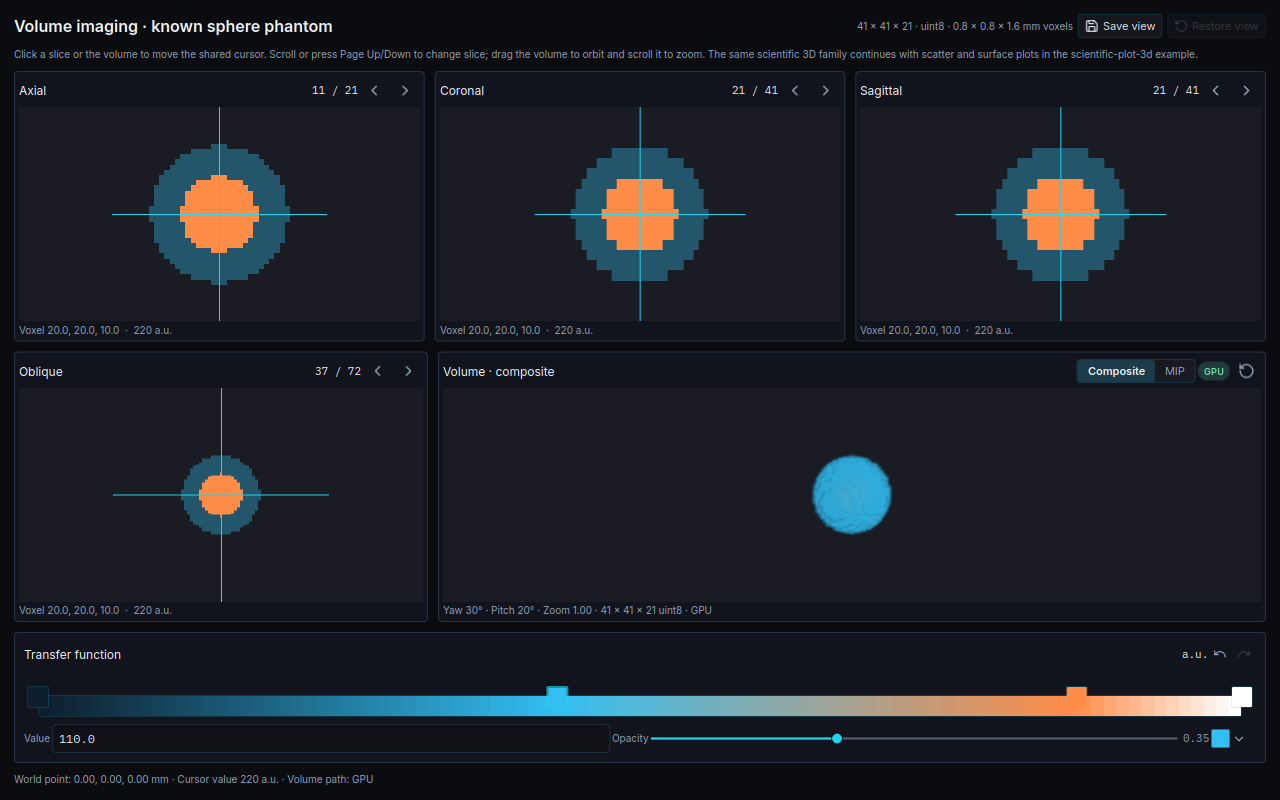 Volume imaging · known sphere phantom
41 × 41 × 21 · uint8 · 0.8 × 0.8 × 1.6 mm voxels
Save view
Restore view
Click a slice or the volume to move the shared cursor. Scroll or press Page Up/Down to change slice; drag the volume to orbit and scroll it to zoom. The same scientific 3D family continues with scatter and surface plots in the scientific-plot-3d example.
Axial
11 / 21
Coronal
21 / 41
Sagittal
21 / 41
Voxel 20.0, 20.0, 10.0 · 220 a.u.
Voxel 20.0, 20.0, 10.0 · 220 a.u.
Voxel 20.0, 20.0, 10.0 · 220 a.u.
Oblique
37 / 72
Volume · composite
Composite
MIP
GPU
Voxel 20.0, 20.0, 10.0 · 220 a.u.
Yaw 30° · Pitch 20° · Zoom 1.00 · 41 × 41 × 21 uint8 · GPU
Transfer function
a.u.
Value
110.0
Opacity
0.35
World point: 0.00, 0.00, 0.00 mm · Cursor value 220 a.u. · Volume path: GPU